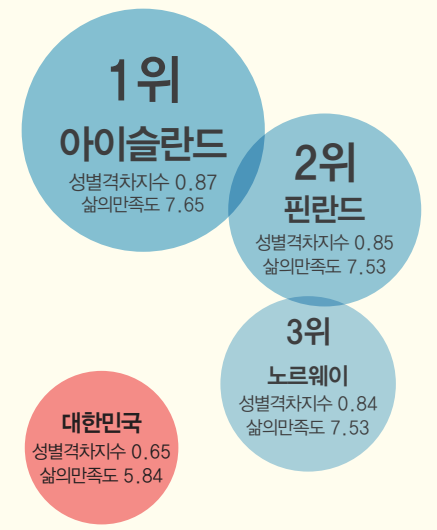 1위
아이슬란드
성별격차지수 0.87
삶의만족도 7.65
2위
핀란드
성별격차지수 0.85
삶의만족도 7.53
3위
노르웨이
성별격차지수 0.84
삶의만족도 7.53
대한민국
성별격차지수 0.65
삶의만족도 5.84